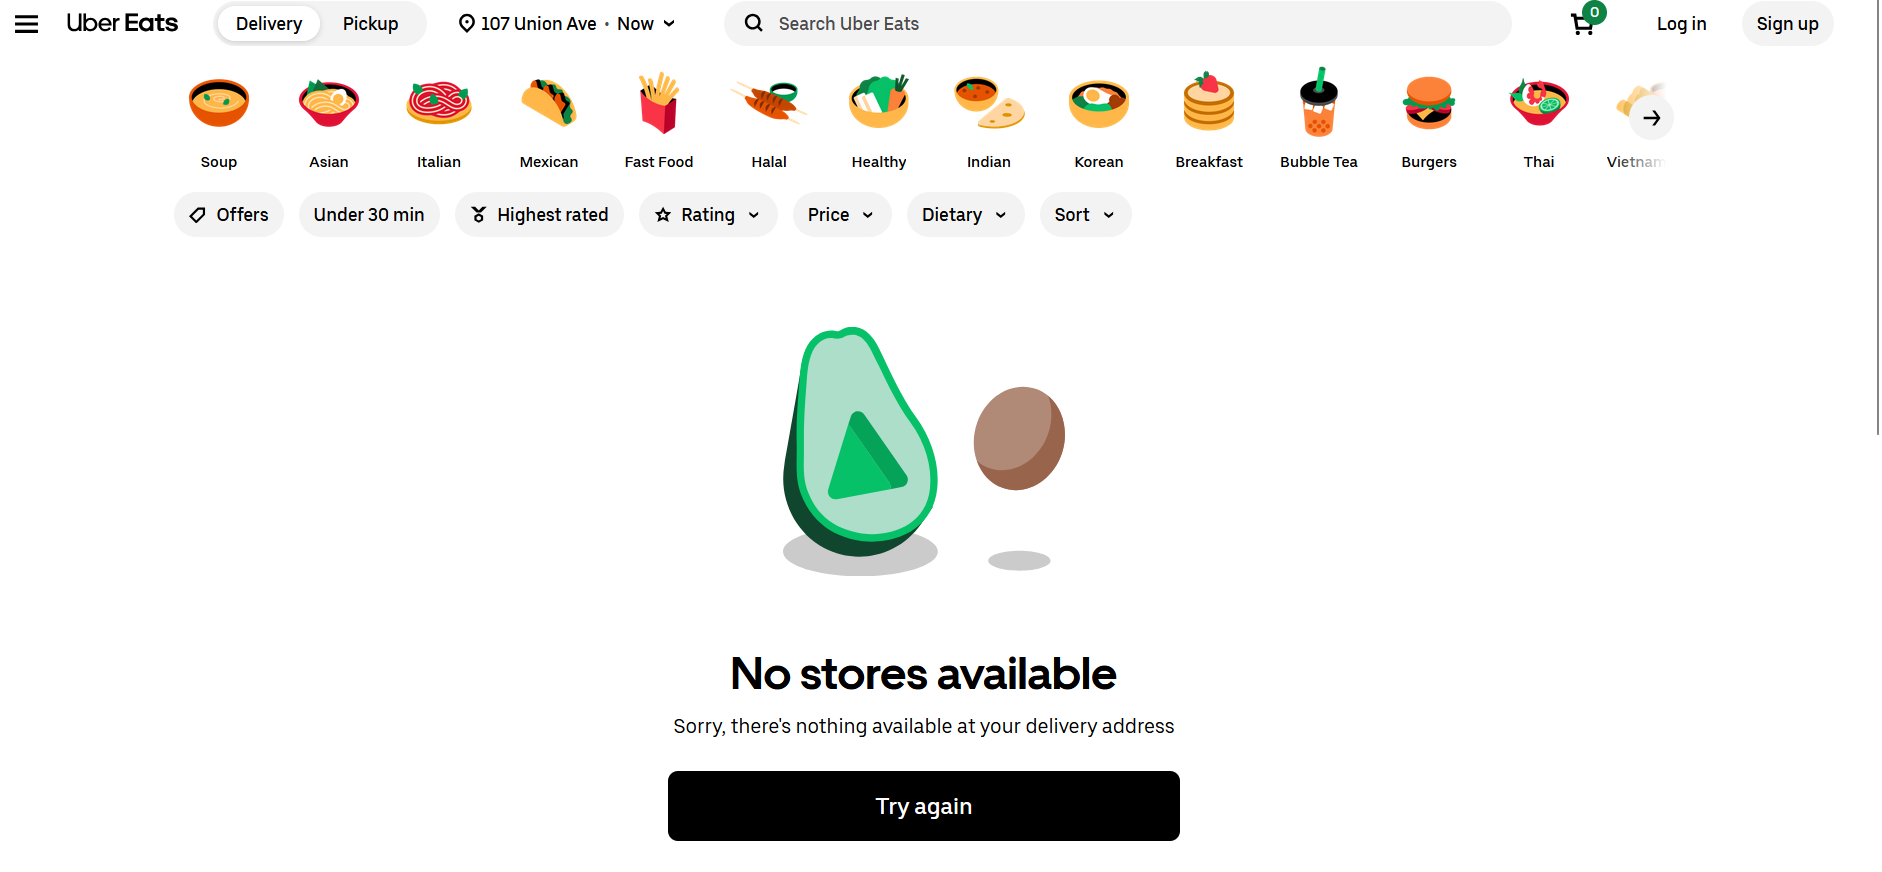 Uber Eats Delivery Pickup 107 Union Ave • Now Search Uber Eats 0 Log in Sign up
Soup Asian Italian Mexican Fast Food Halal Healthy Indian Korean Breakfast Bubble Tea Burgers Thai Vietnam
Offers Under 30 min Highest rated Rating Price Dietary Sort
No stores available
Sorry, there's nothing available at your delivery address
Try again